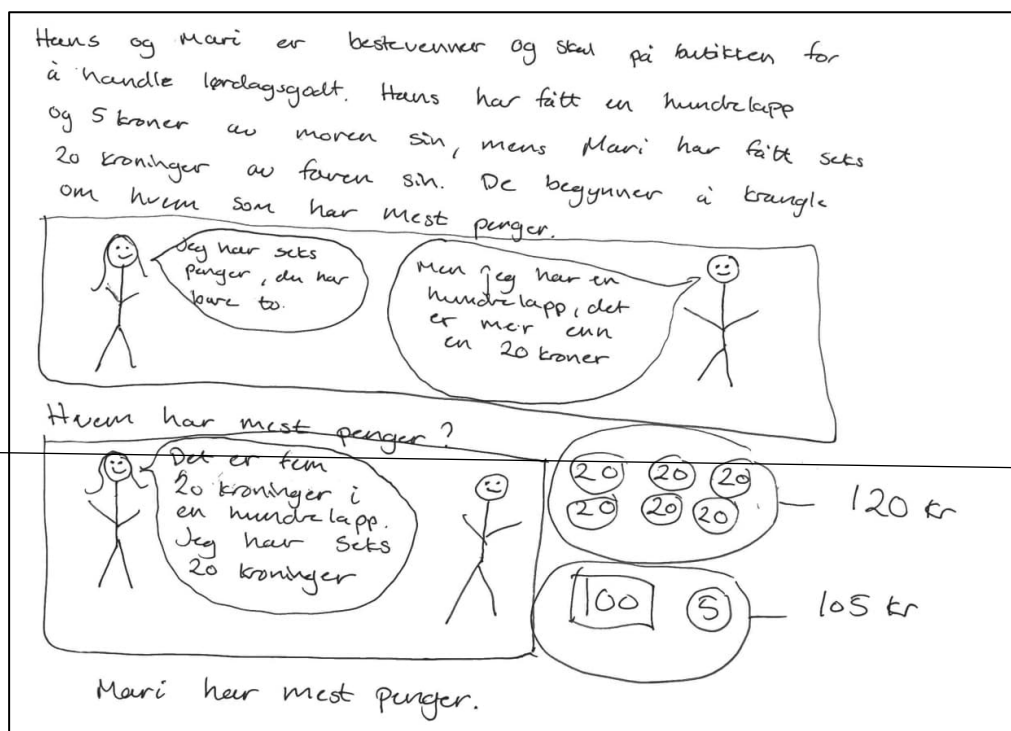 Hans og Mari er bestevenner og skal på butikken for
å handle lørdagsgodt. Hans har fått en hundrelapp
og 5 kroner av moren sin, mens Mari har fått seks
20 kroninger av faren sin. De begynner å krangle
om hvem som har mest penger.
Jeg har seks
penger, du har
bare to.
Men jeg har en
hundrelapp, det
er mer enn
en 20 kroner
Hvem har mest penger?
Det er fem
20 kroninger i
en hundrelapp.
Jeg har seks
20 kroninger
20 20 20
20 20 20
120 kr
100 5
105 kr
Mari har mest penger.